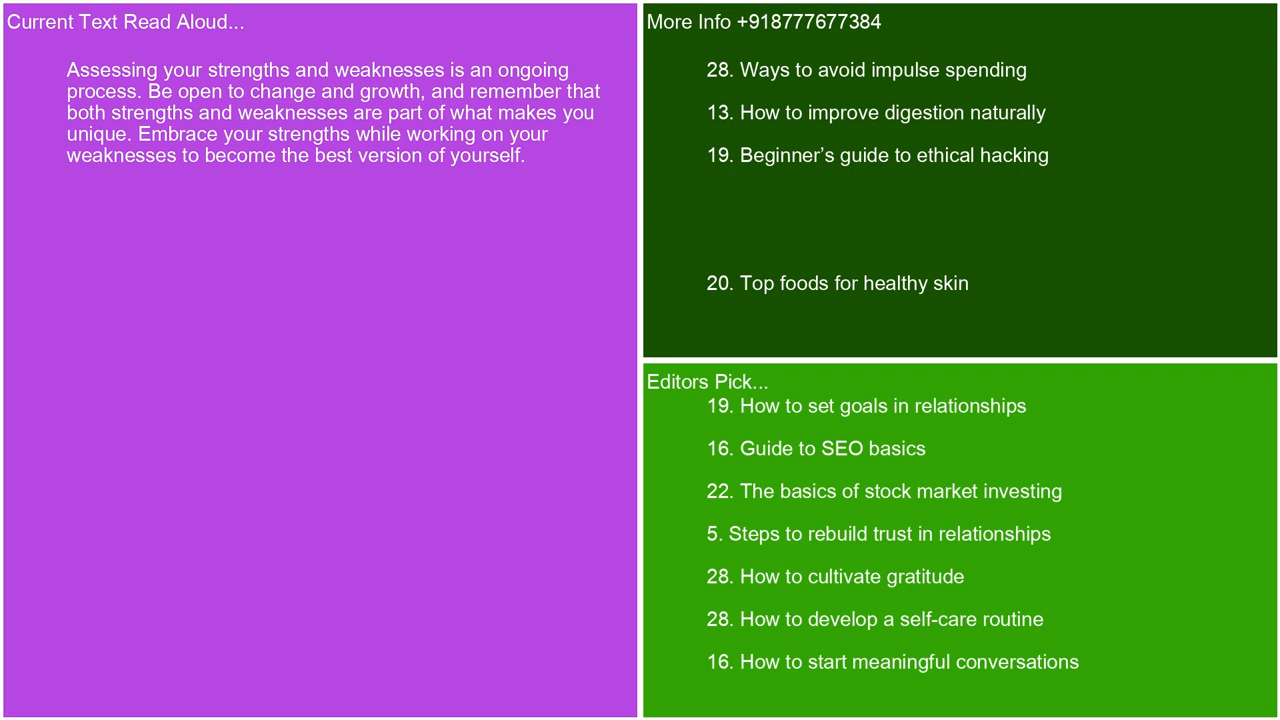 Current Text Read Aloud...
Assessing your strengths and weaknesses is an ongoing
process. Be open to change and growth, and remember that
both strengths and weaknesses are part of what makes you
unique. Embrace your strengths while working on your
weaknesses to become the best version of yourself.
More Info +918777677384
28. Ways to avoid impulse spending
13. How to improve digestion naturally
19. Beginner’s guide to ethical hacking
20. Top foods for healthy skin
Editors Pick...
19. How to set goals in relationships
16. Guide to SEO basics
22. The basics of stock market investing
5. Steps to rebuild trust in relationships
28. How to cultivate gratitude
28. How to develop a self-care routine
16. How to start meaningful conversations